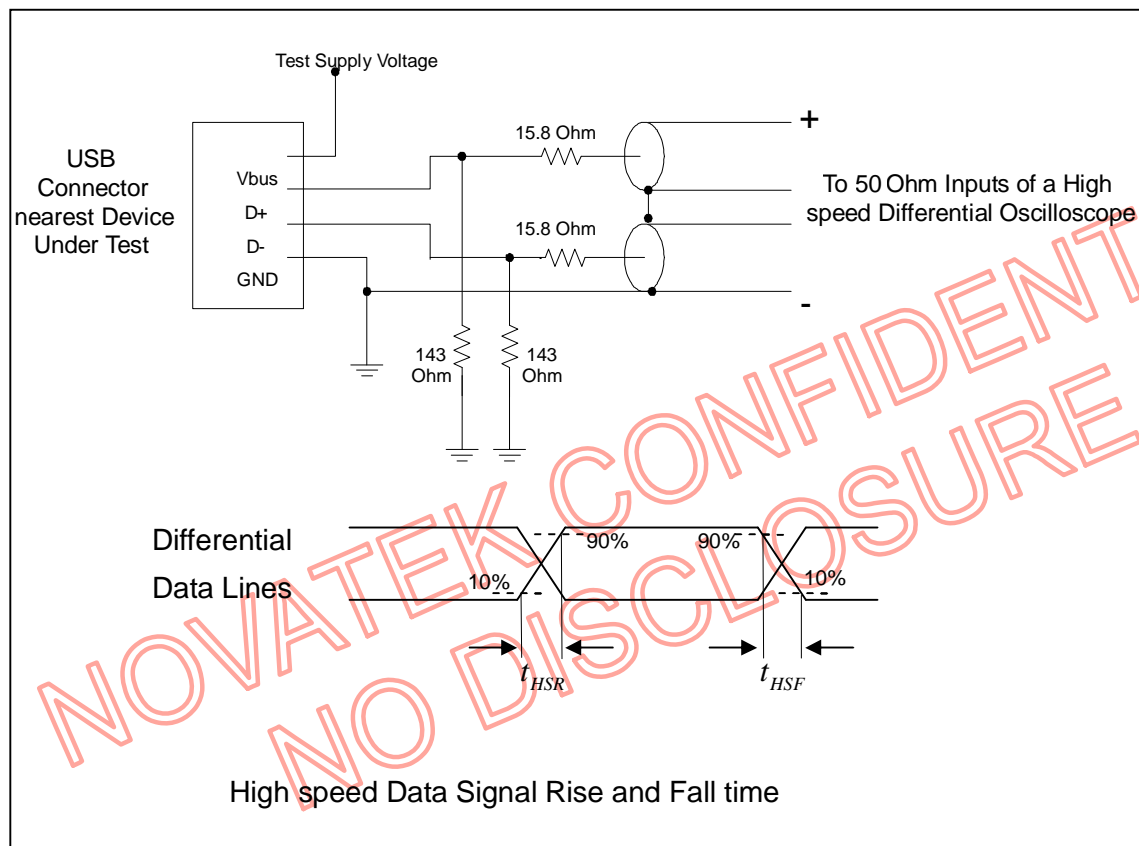 Test Supply Voltage
USB
Connector
nearest Device
Under Test
Vbus
D+
D-
GND
15.8 Ohm
15.8 Ohm
143
Ohm
143
Ohm
+
To 50 Ohm Inputs of a High
speed Differential Oscilloscope
-
Differential
Data Lines
10%
90%
90%
10%
t HSR
t HSF
High speed Data Signal Rise and Fall time
NOVATEK CONFIDENT
NO DISCLOSURE